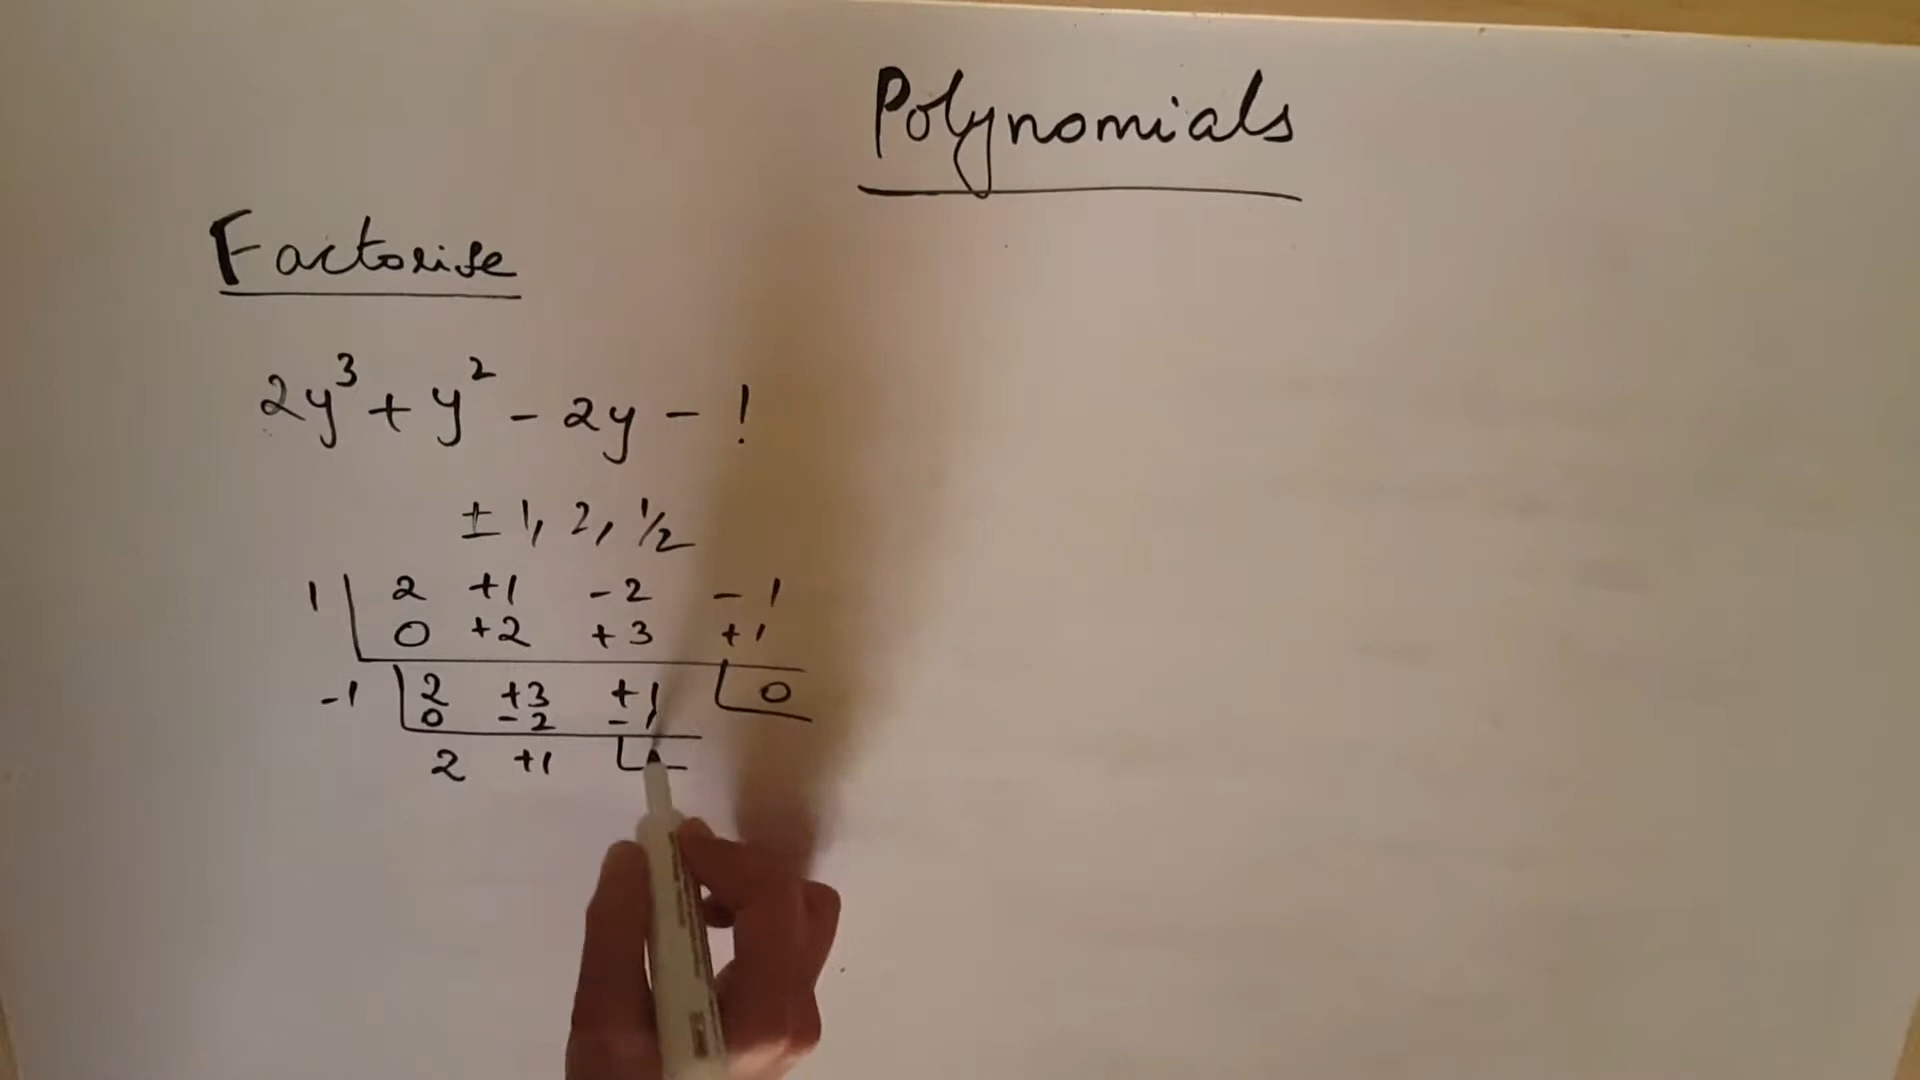 Polynomials
Factorise
2y³ + y² - 2y - 1
± 1, 2, 1/2
1 | 2 +1 -2 -1
0 +2 +3 +1
-1 | 2 +3 +1 | 0
0 -2 -1
2 +1